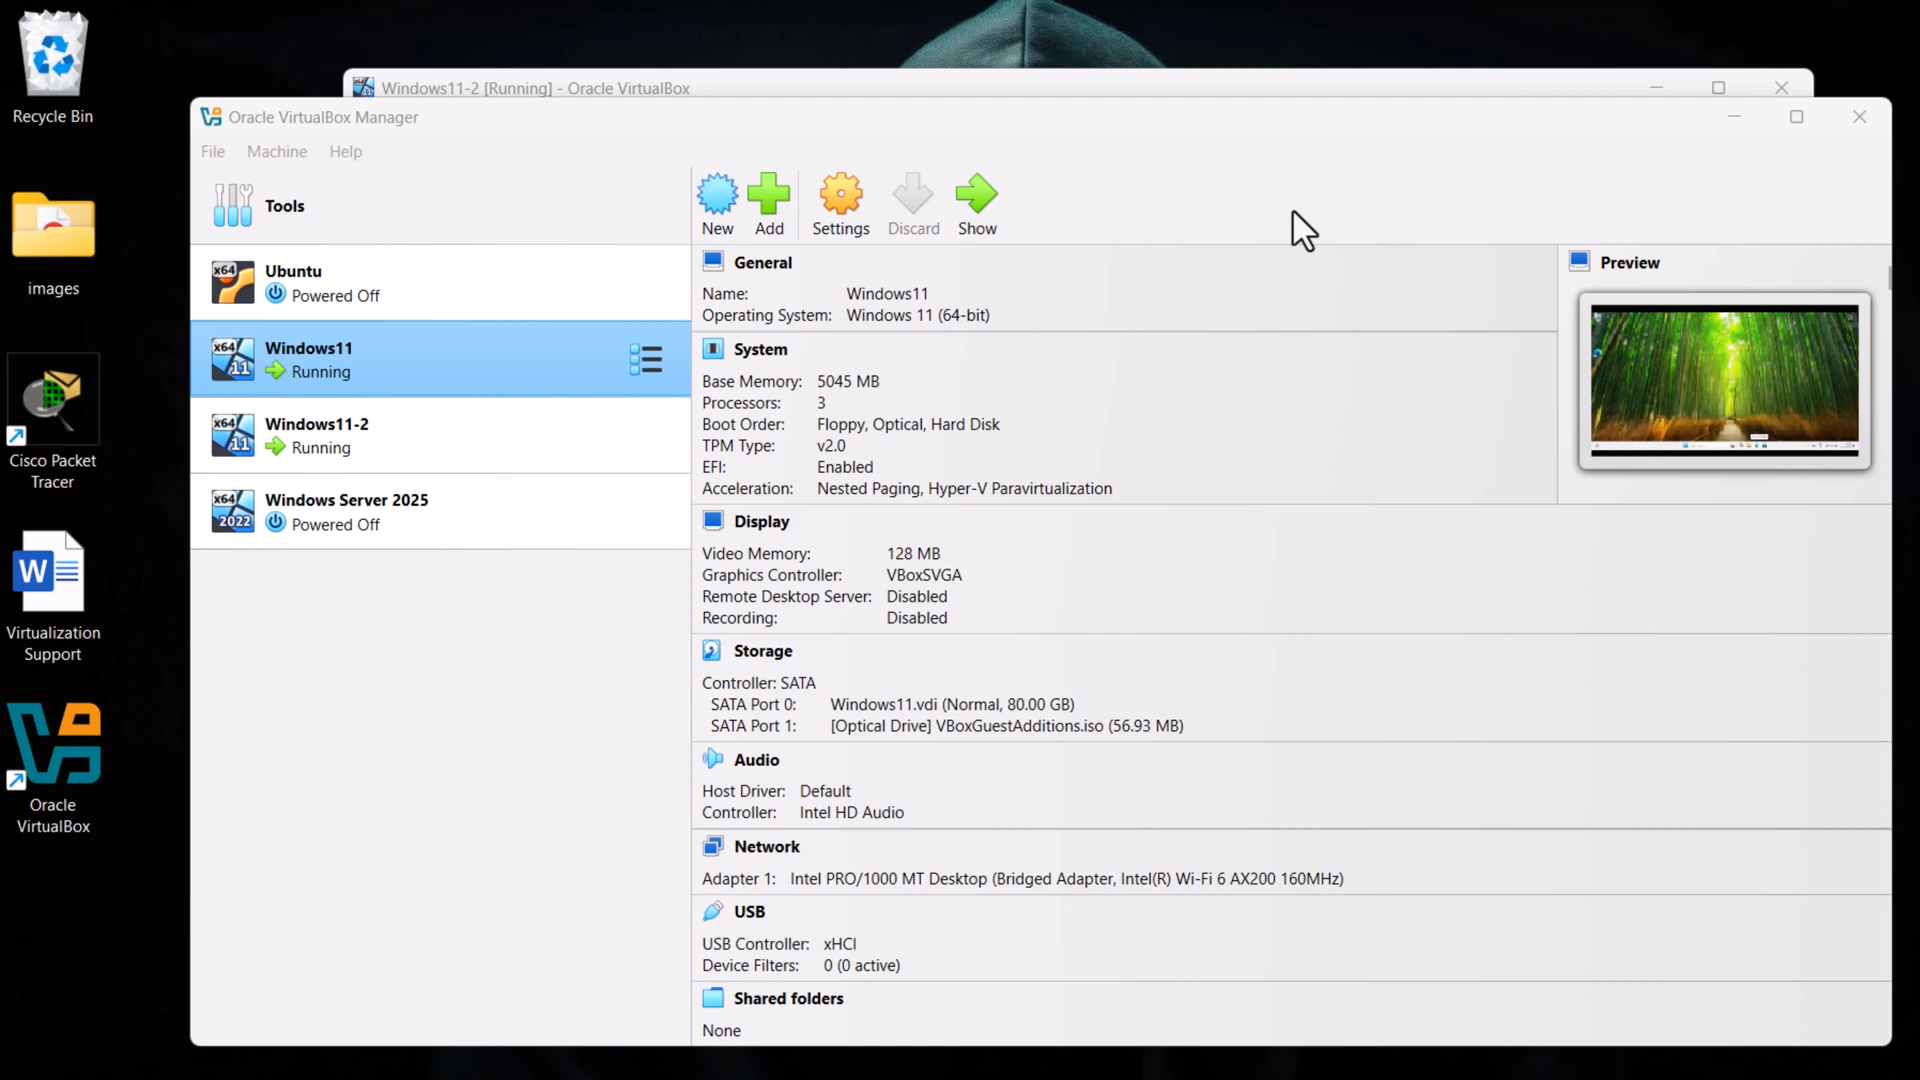 Recycle Bin
images
Cisco Packet
Tracer
W
Virtualization
Support
Oracle
VirtualBox
Windows11-2 [Running] - Oracle VirtualBox
Oracle VirtualBox Manager
File Machine Help
Tools
x64
Ubuntu
Powered Off
x64
11
Windows11
Running
x64
11
Windows11-2
Running
x64
2022
Windows Server 2025
Powered Off
New Add Settings Discard Show
General
Name: Windows11
Operating System: Windows 11 (64-bit)
System
Base Memory: 5045 MB
Processors: 3
Boot Order: Floppy, Optical, Hard Disk
TPM Type: v2.0
EFI: Enabled
Acceleration: Nested Paging, Hyper-V Paravirtualization
Preview
Display
Video Memory: 128 MB
Graphics Controller: VBoxSVGA
Remote Desktop Server: Disabled
Recording: Disabled
Storage
Controller: SATA
SATA Port 0: Windows11.vdi (Normal, 80.00 GB)
SATA Port 1: [Optical Drive] VBoxGuestAdditions.iso (56.93 MB)
Audio
Host Driver: Default
Controller: Intel HD Audio
Network
Adapter 1: Intel PRO/1000 MT Desktop (Bridged Adapter, Intel(R) Wi-Fi 6 AX200 160MHz)
USB
USB Controller: xHCI
Device Filters: 0 (0 active)
Shared folders
None